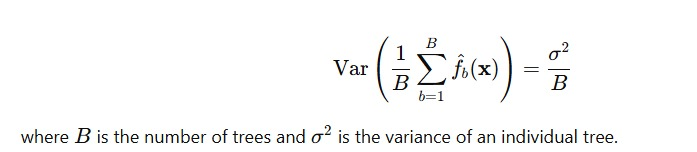 Var ( 1/B ∑_{b=1}^{B} f̂_b(𝐱) ) = σ²/B
where B is the number of trees and σ² is the variance of an individual tree.